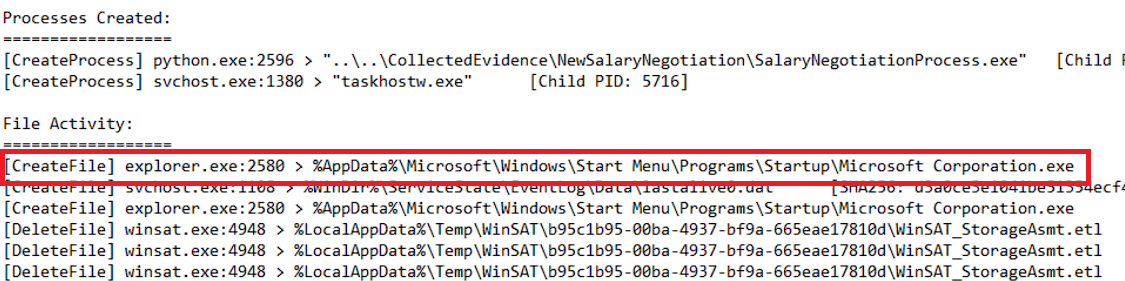 Processes Created:
==================
[CreateProcess] python.exe:2596 > "..\..\CollectedEvidence\NewSalaryNegotiation\SalaryNegotiationProcess.exe"   [Child
[CreateProcess] svchost.exe:1380 > "taskhostw.exe"      [Child PID: 5716]
File Activity:
==================
[CreateFile] explorer.exe:2580 > %AppData%\Microsoft\Windows\Start Menu\Programs\Startup\Microsoft Corporation.exe
[CreateFile] svchost.exe:1108 > %WinDir%\ServiceState\EventLog\Data\lastalive0.dat      [SHA256:
[CreateFile] explorer.exe:2580 > %AppData%\Microsoft\Windows\Start Menu\Programs\Startup\Microsoft Corporation.exe
[DeleteFile] winsat.exe:4948 > %LocalAppData%\Temp\WinSAT\b95c1b95-00ba-4937-bf9a-665eae17810d\WinSAT_StorageAsmt.etl
[DeleteFile] winsat.exe:4948 > %LocalAppData%\Temp\WinSAT\b95c1b95-00ba-4937-bf9a-665eae17810d\WinSAT_StorageAsmt.etl
[DeleteFile] winsat.exe:4948 > %LocalAppData%\Temp\WinSAT\b95c1b95-00ba-4937-bf9a-665eae17810d\WinSAT_StorageAsmt.etl